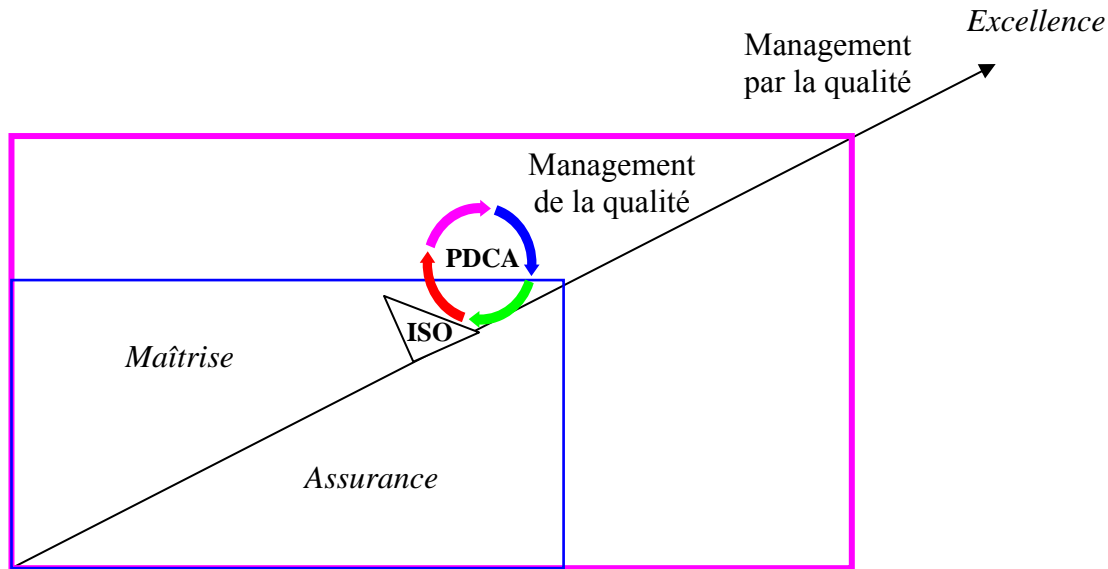 Excellence
Management
par la qualité
Management
de la qualité
PDCA
ISO
Maîtrise
Assurance